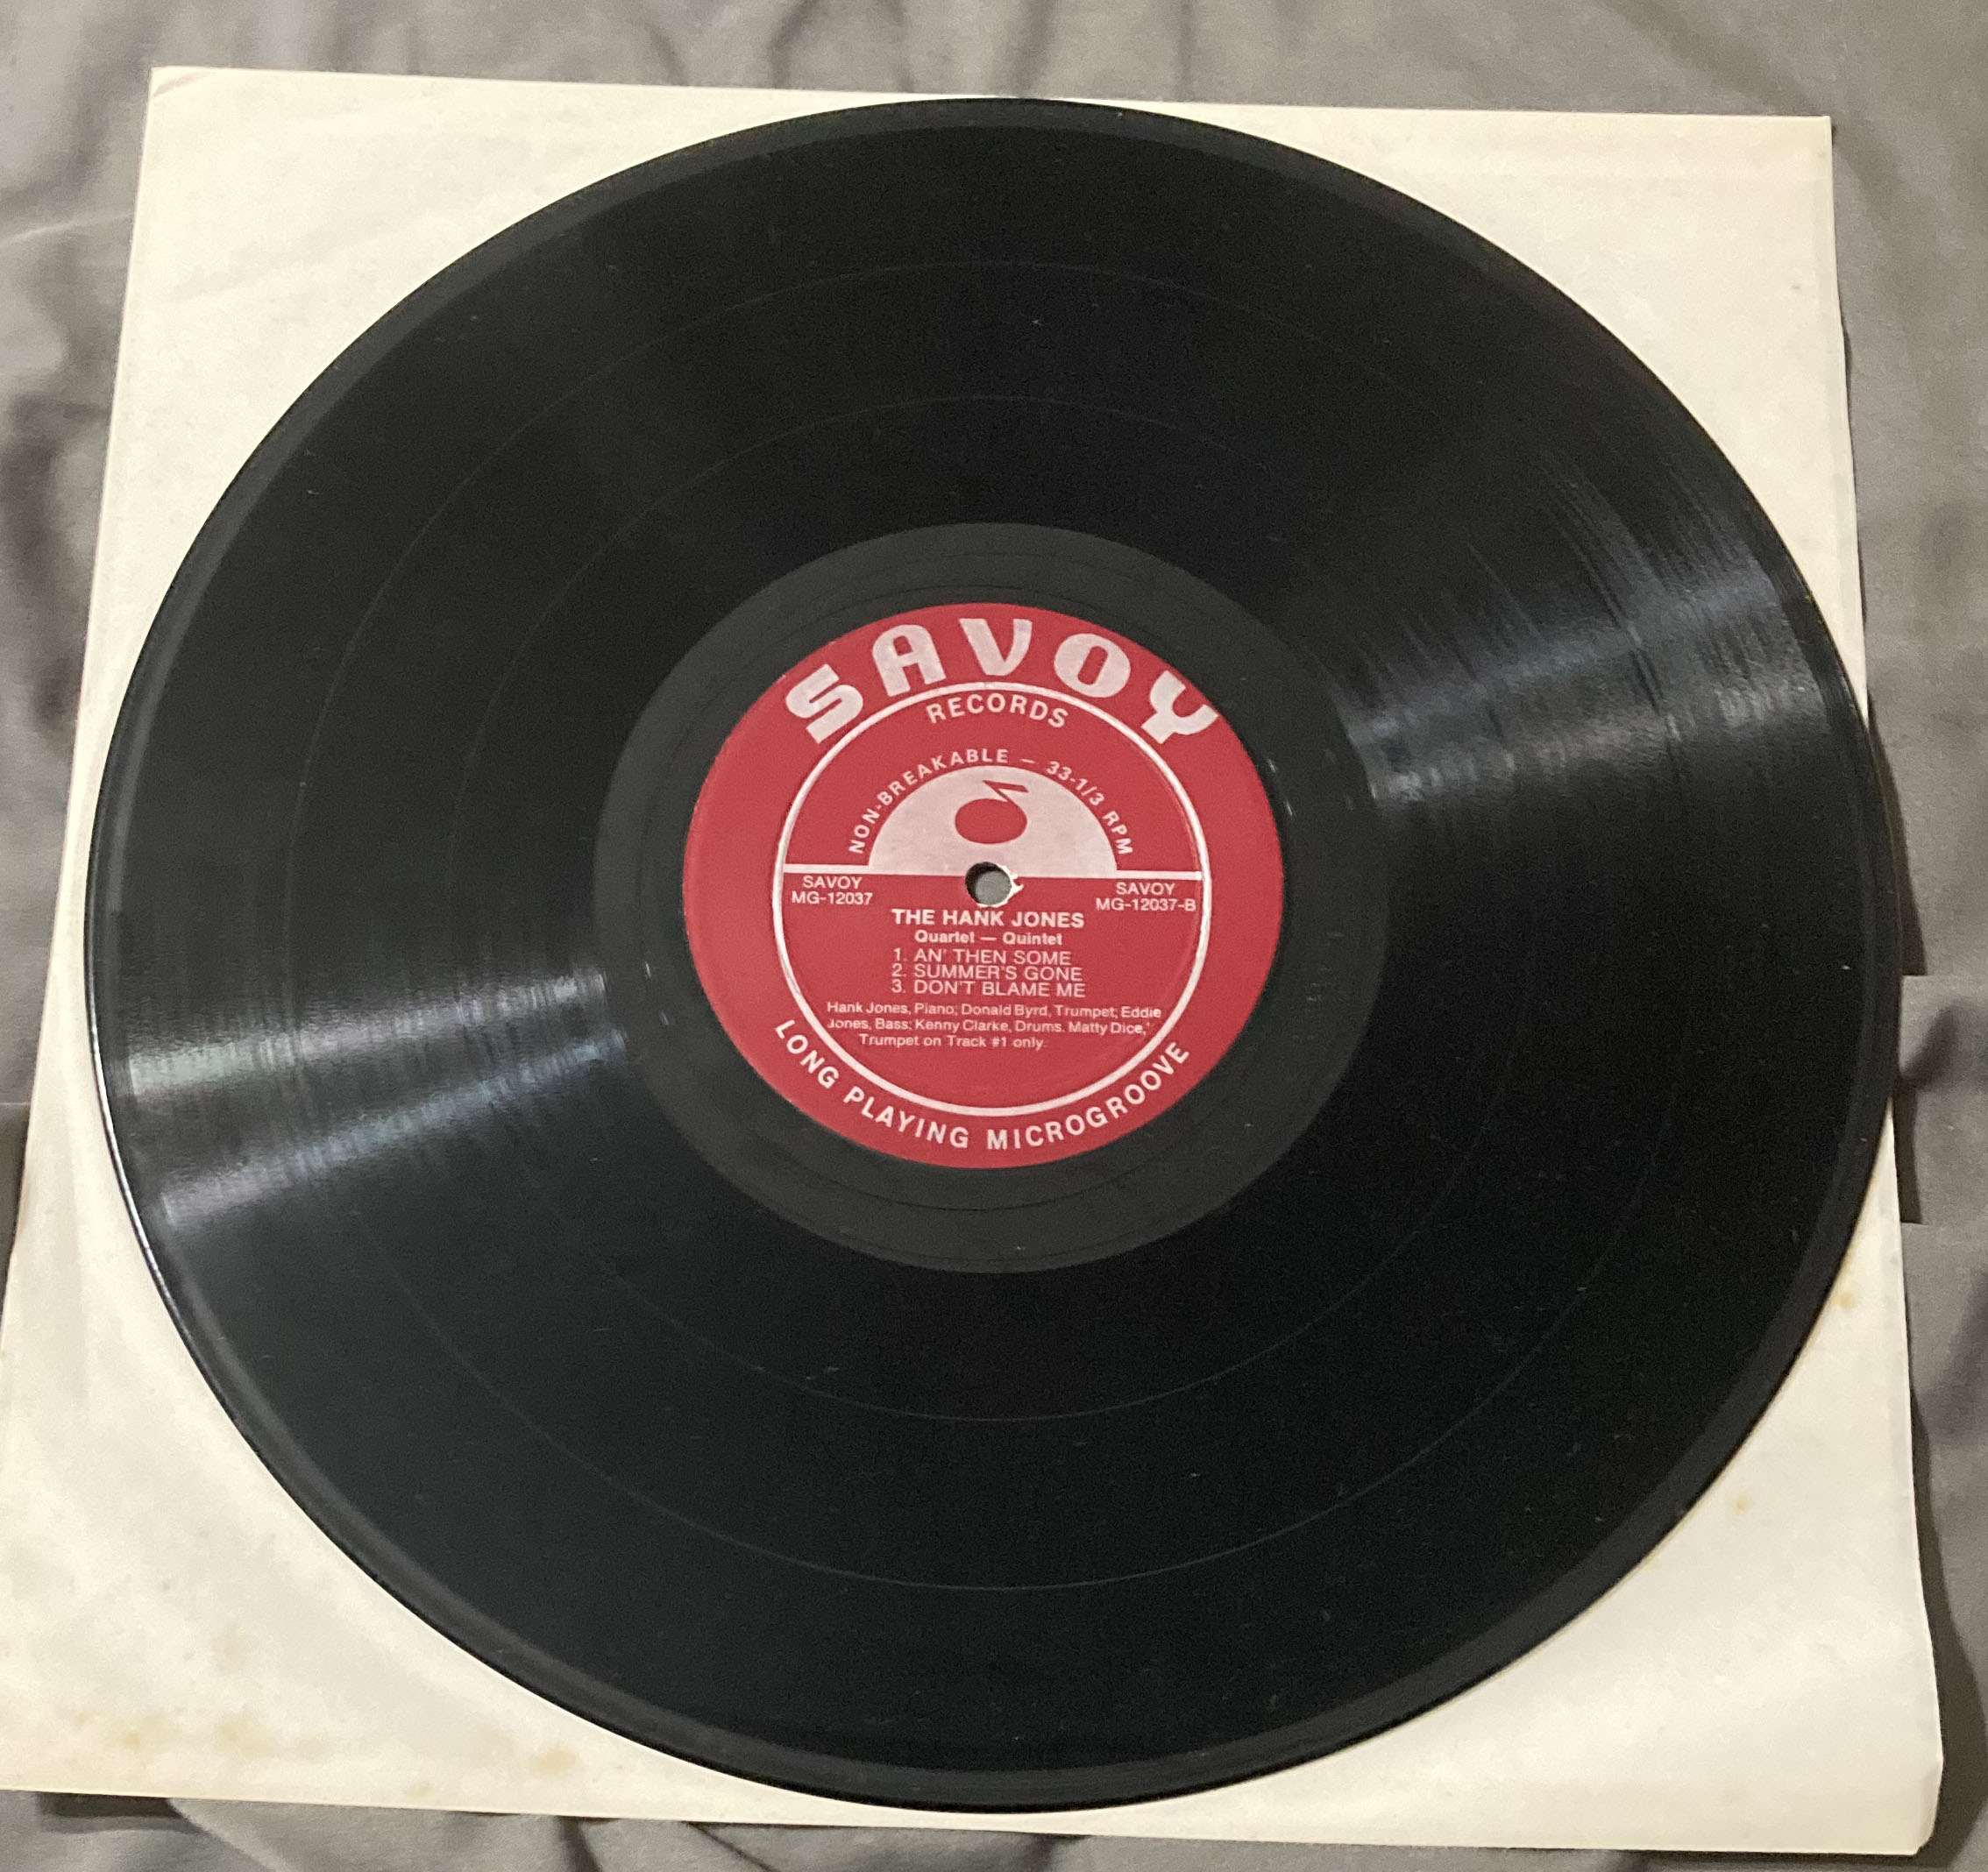 SAVOY
RECORDS
NON-BREAKABLE — 33-1/3 RPM
SAVOY
MG-12037
SAVOY
MG-12037-B
THE HANK JONES
Quartet — Quintet
1. AN' THEN SOME
2. SUMMER'S GONE
3. DON'T BLAME ME
Hank Jones, Piano; Donald Byrd, Trumpet; Eddie
Jones, Bass; Kenny Clarke, Drums. Matty Dice,
Trumpet on Track #1 only.
LONG PLAYING MICROGROOVE